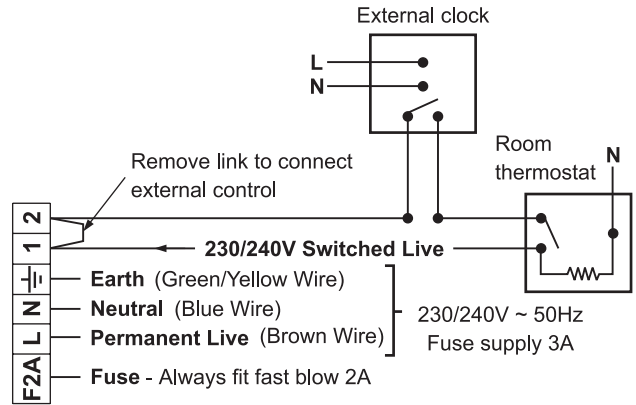 External clock
L
N
Room
thermostat
N
Remove link to connect
external control
2
1
230/240V Switched Live
Earth (Green/Yellow Wire)
N
Neutral (Blue Wire)
L
Permanent Live (Brown Wire)
230/240V ~ 50Hz
Fuse supply 3A
F2A
Fuse - Always fit fast blow 2A